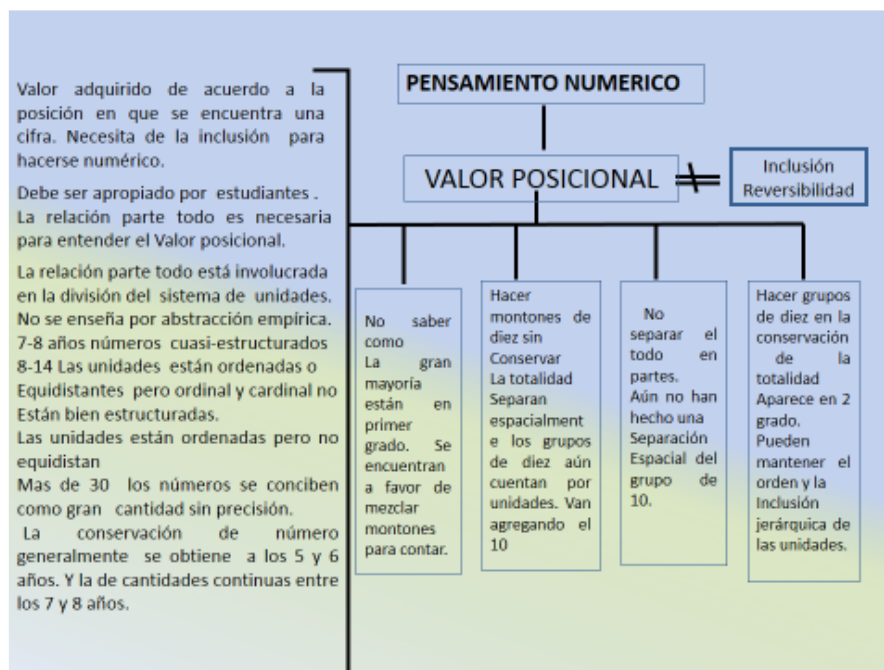 Valor adquirido de acuerdo a la
posición en que se encuentra una
cifra. Necesita de la inclusión para
hacerse numérico.
Debe ser apropiado por estudiantes .
La relación parte todo es necesaria
para entender el Valor posicional.
La relación parte todo está involucrada
en la división del sistema de unidades.
No se enseña por abstracción empírica.
7-8 años números cuasi-estructurados
8-14 Las unidades están ordenadas o
Equidistantes pero ordinal y cardinal no
Están bien estructuradas.
Las unidades están ordenadas pero no
equidistan
Mas de 30 los números se conciben
como gran cantidad sin precisión.
La conservación de número
generalmente se obtiene a los 5 y 6
años. Y la de cantidades continuas entre
los 7 y 8 años.
PENSAMIENTO NUMERICO
VALOR POSICIONAL
Inclusión
Reversibilidad
No saber
como
La gran
mayoría
están en
primer
grado. Se
encuentran
a favor de
mezclar
montones
para contar.
Hacer
montones de
diez sin
Conservar
La totalidad
Separan
espacialment
e los grupos
de diez aún
cuentan por
unidades. Van
agregando el
10
No
separar el
todo en
partes.
Aún no han
hecho una
Separación
Espacial del
grupo de
10.
Hacer grupos
de diez en la
conservación
de la
totalidad
Aparece en 2
grado.
Pueden
mantener el
orden y la
Inclusión
jerárquica de
las unidades.